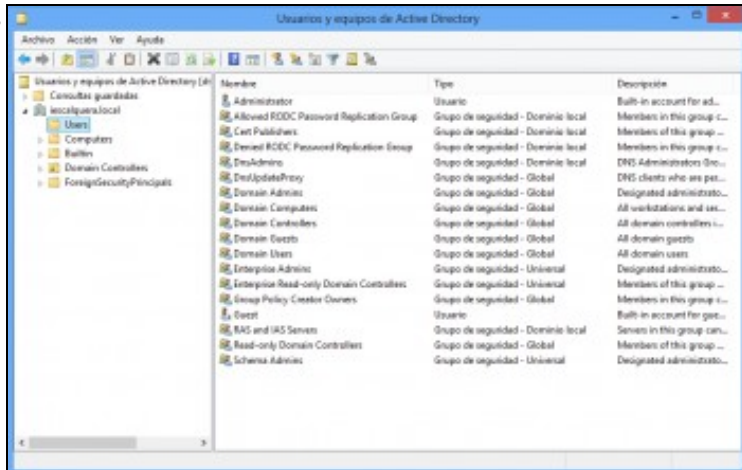 Usuarios y equipos de Active Directory
Archivo Acción Ver Ayuda
Usuarios y equipos de Active Directory [
Consultas guardadas
iescalquera.local
Users
Computers
Builtin
Domain Controllers
ForeignSecurityPrincipals
Nombre Tipo Descripción
Administrator Usuario Built-in account for ad...
Allowed RODC Password Replication Group Grupo de seguridad - Dominio local Members in this group c...
Cert Publishers Grupo de seguridad - Dominio local Members of this group ...
Denied RODC Password Replication Group Grupo de seguridad - Dominio local Members in this group c...
DnsAdmins Grupo de seguridad - Dominio local DNS Administrators Gro...
DnsUpdateProxy Grupo de seguridad - Global DNS clients who are per...
Domain Admins Grupo de seguridad - Global Designated administrato...
Domain Computers Grupo de seguridad - Global All workstations and ser...
Domain Controllers Grupo de seguridad - Global All domain controllers i...
Domain Guests Grupo de seguridad - Global All domain guests
Domain Users Grupo de seguridad - Global All domain users
Enterprise Admins Grupo de seguridad - Universal Designated administrato...
Enterprise Read-only Domain Controllers Grupo de seguridad - Universal Members of this group ...
Group Policy Creator Owners Grupo de seguridad - Global Members in this group c...
Guest Usuario Built-in account for gue...
RAS and IAS Servers Grupo de seguridad - Dominio local Servers in this group can...
Read-only Domain Controllers Grupo de seguridad - Global Members of this group ...
Schema Admins Grupo de seguridad - Universal Designated administrato...